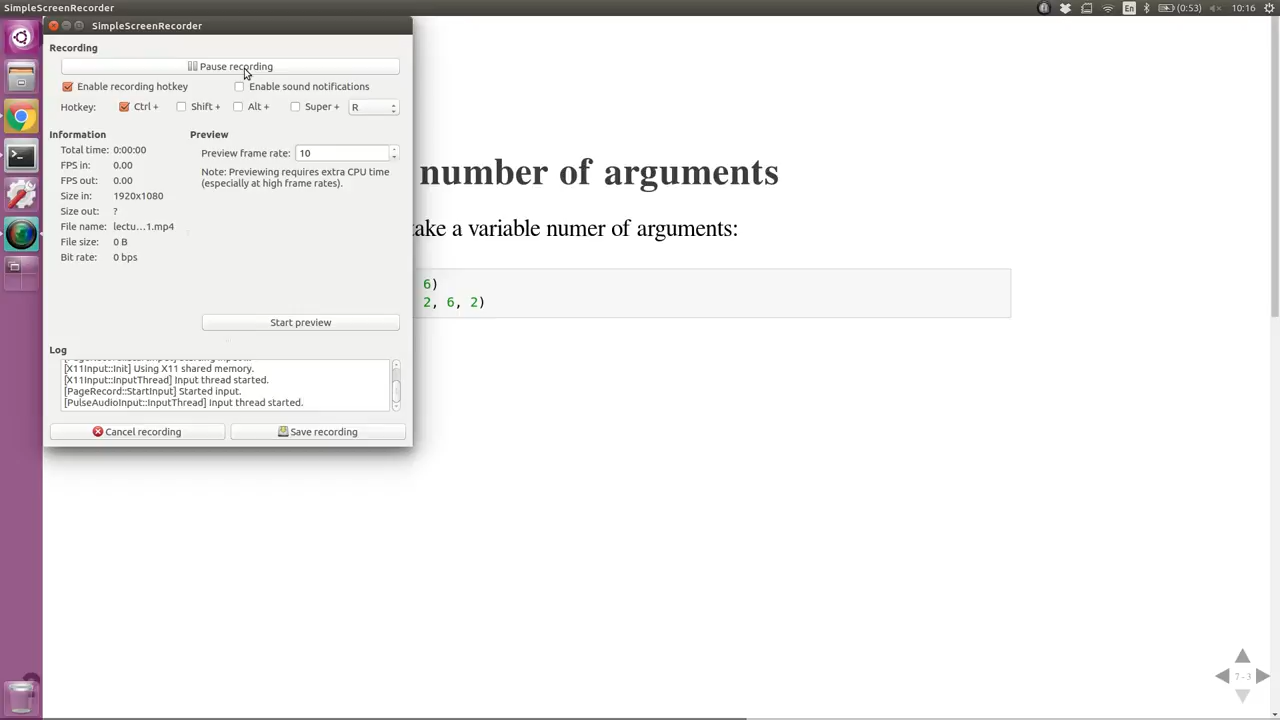 SimpleScreenRecorder
En
(0:53)
10:16
SimpleScreenRecorder
Recording
Pause recording
Enable recording hotkey
Enable sound notifications
Hotkey:
Ctrl +
Shift +
Alt +
Super +
R
Information
Preview
Total time: 0:00:00
FPS in: 0.00
FPS out: 0.00
Size in: 1920x1080
Size out: ?
File name: lectu...1.mp4
File size: 0 B
Bit rate: 0 bps
Preview frame rate: 10
Note: Previewing requires extra CPU time
(especially at high frame rates).
Start preview
Log
[X11Input::Init] Using X11 shared memory.
[X11Input::InputThread] Input thread started.
[PageRecord::StartInput] Started input.
[PulseAudioInput::InputThread] Input thread started.
Cancel recording
Save recording
number of arguments
take a variable numer of arguments:
6)
2, 6, 2)
7 - 3